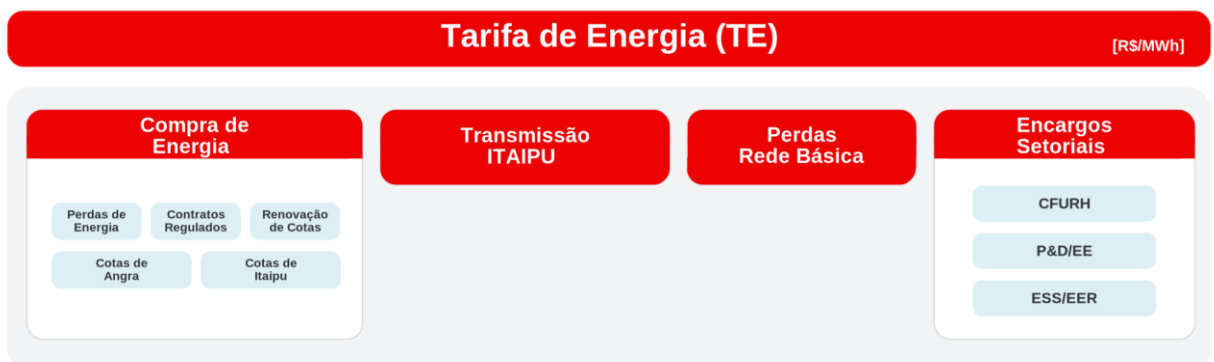 Tarifa de Energia (TE)
[R$/MWh]
Compra de
Energia
Perdas de
Energia
Contratos
Regulados
Renovação
de Cotas
Cotas de
Angra
Cotas de
Itaipu
Transmissão
ITAIPU
Perdas
Rede Básica
Encargos
Setoriais
CFURH
P&D/EE
ESS/EER